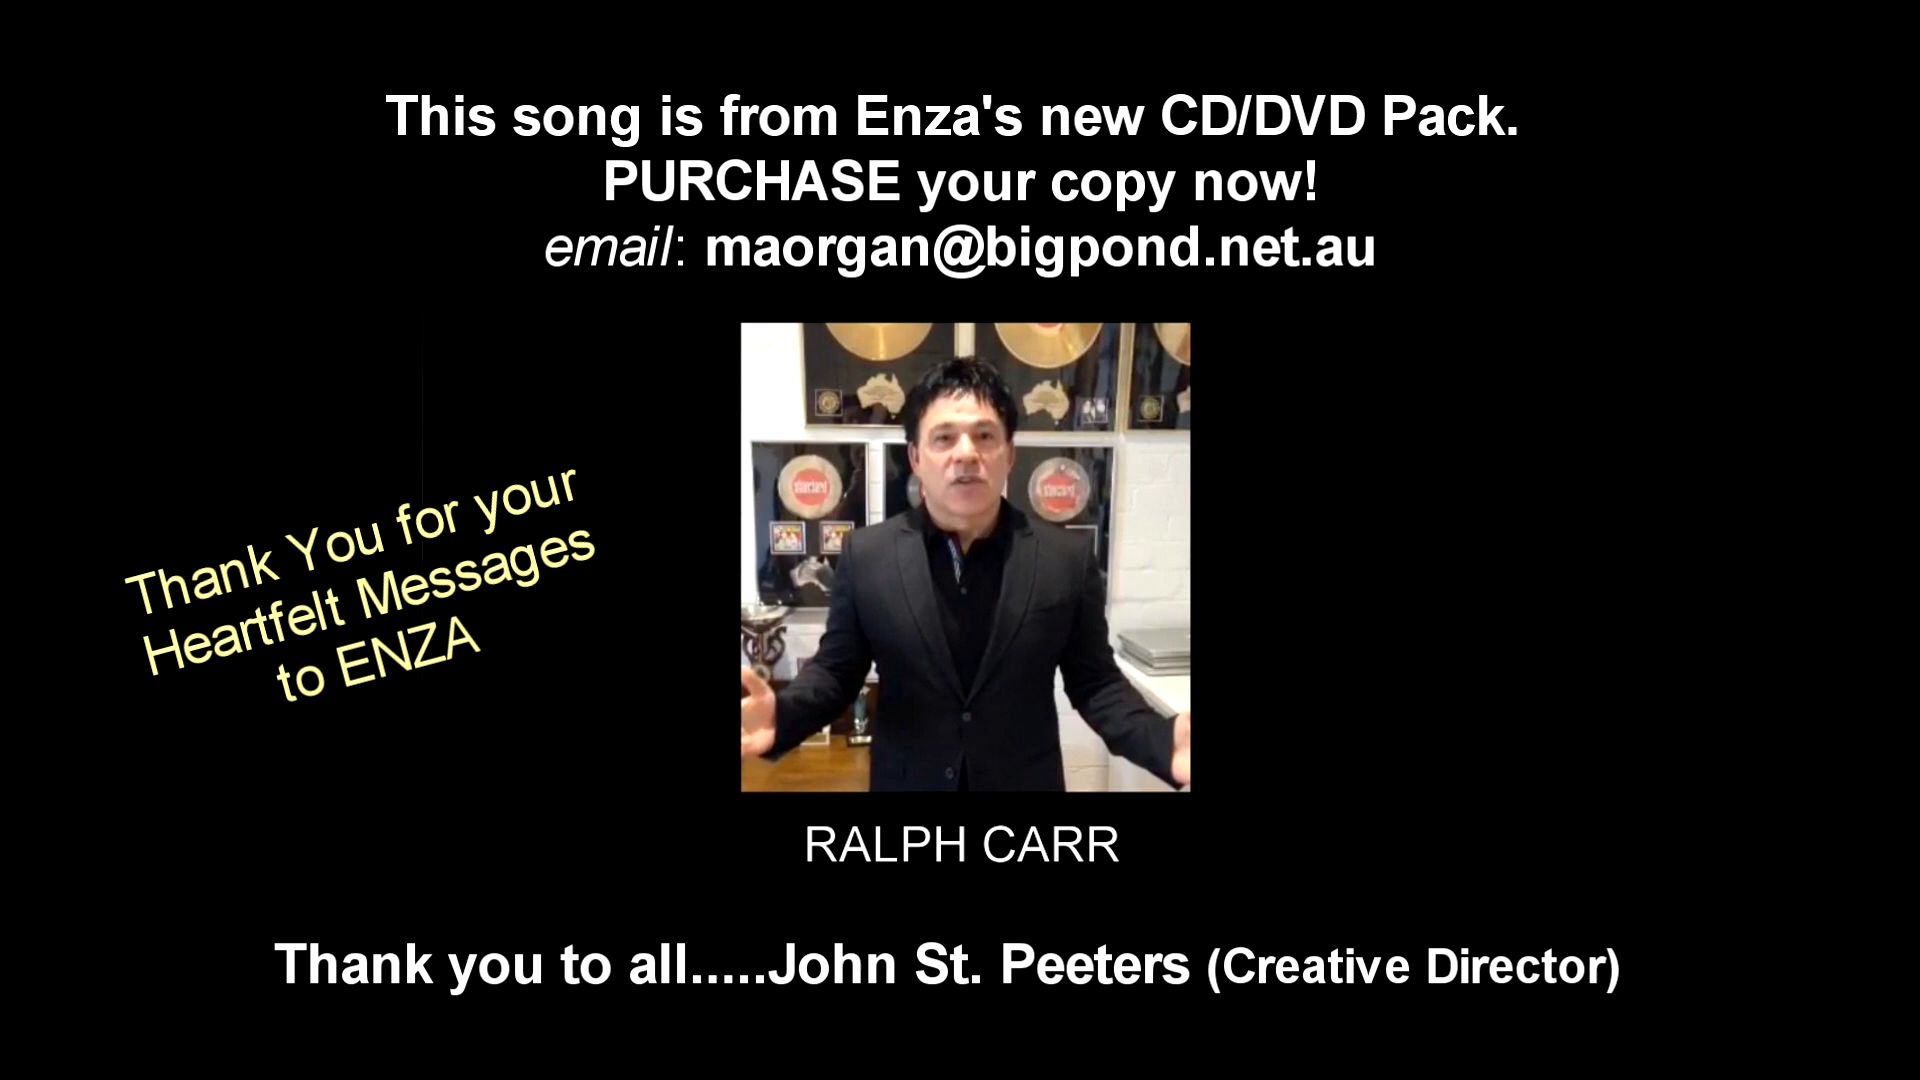 This song is from Enza's new CD/DVD Pack.
PURCHASE your copy now!
email: maorgan@bigpond.net.au
Thank You for your
Heartfelt Messages
to ENZA
RALPH CARR
Thank you to all.....John St. Peeters (Creative Director)